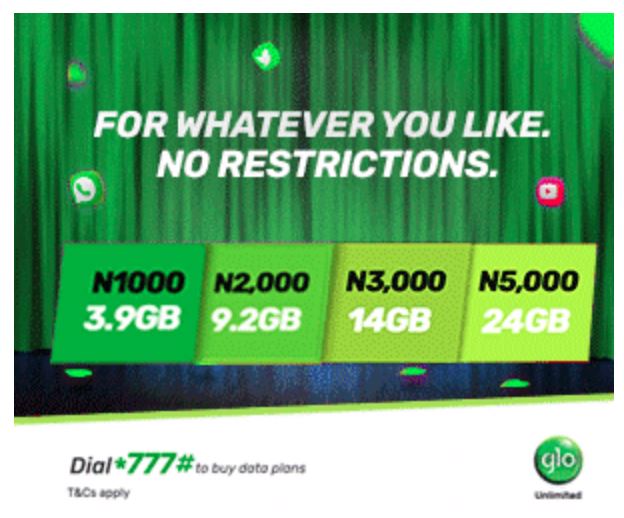 FOR WHATEVER YOU LIKE.
NO RESTRICTIONS.
N1000 N2,000 N3,000 N5,000
3.9GB 9.2GB 14GB 24GB
Dial *777# to buy data plans
T&Cs apply
glo
Unlimited